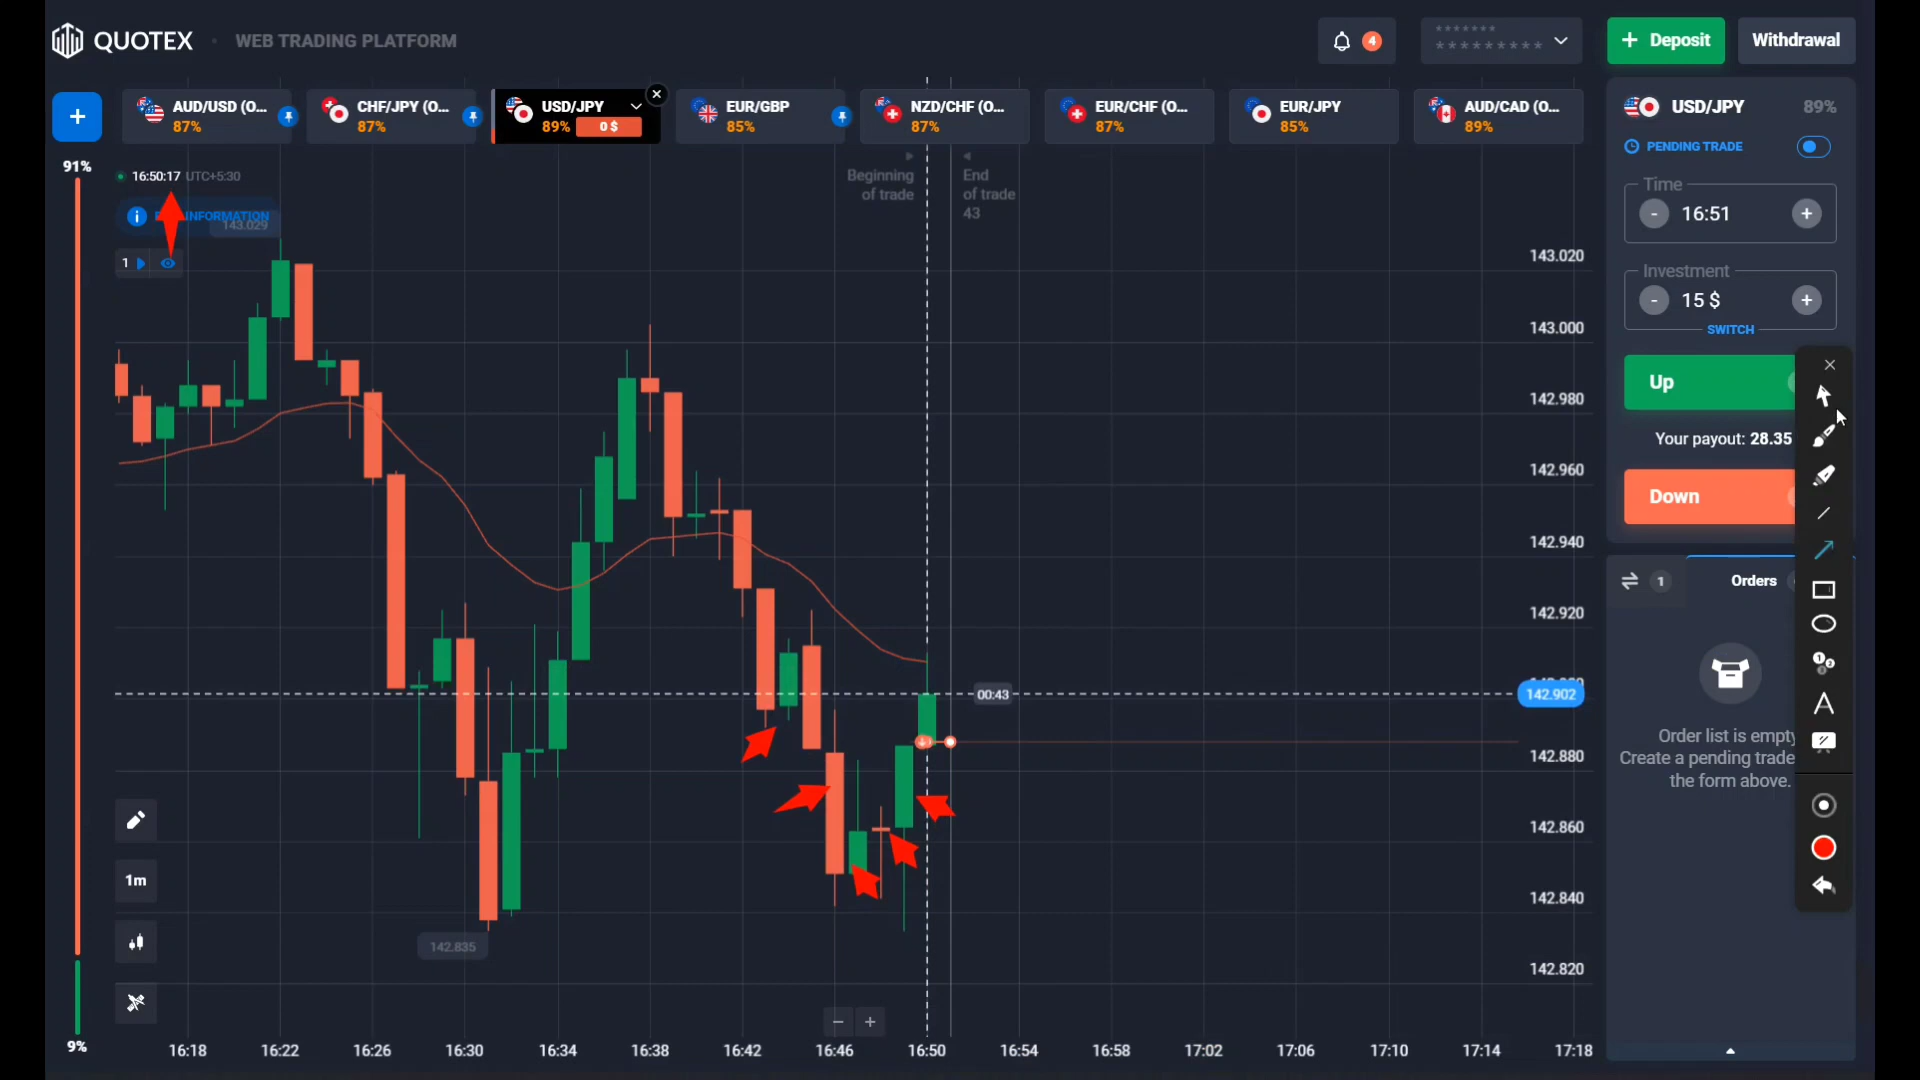 QUOTEX
WEB TRADING PLATFORM
4
*******
*********
+ Deposit
Withdrawal
+
AUD/USD (O...
87%
CHF/JPY (O...
87%
USD/JPY
89%
0 $
EUR/GBP
85%
NZD/CHF (O...
87%
EUR/CHF (O...
87%
EUR/JPY
85%
AUD/CAD (O...
89%
USD/JPY
89%
PENDING TRADE
Time
- 16:51 +
Investment
- 15 $ +
SWITCH
Up
Your payout: 28.35
Down
1
Orders
Order list is empty
Create a pending trade
the form above.
91%
9%
16:50:17 UTC+5:30
INFORMATION
143.029
1
Beginning
of trade
End
of trade
43
143.020
143.000
142.980
142.960
142.940
142.920
142.902
142.880
142.860
142.840
142.820
00:43
142.835
1m
− +
16:18
16:22
16:26
16:30
16:34
16:38
16:42
16:46
16:50
16:54
16:58
17:02
17:06
17:10
17:14
17:18